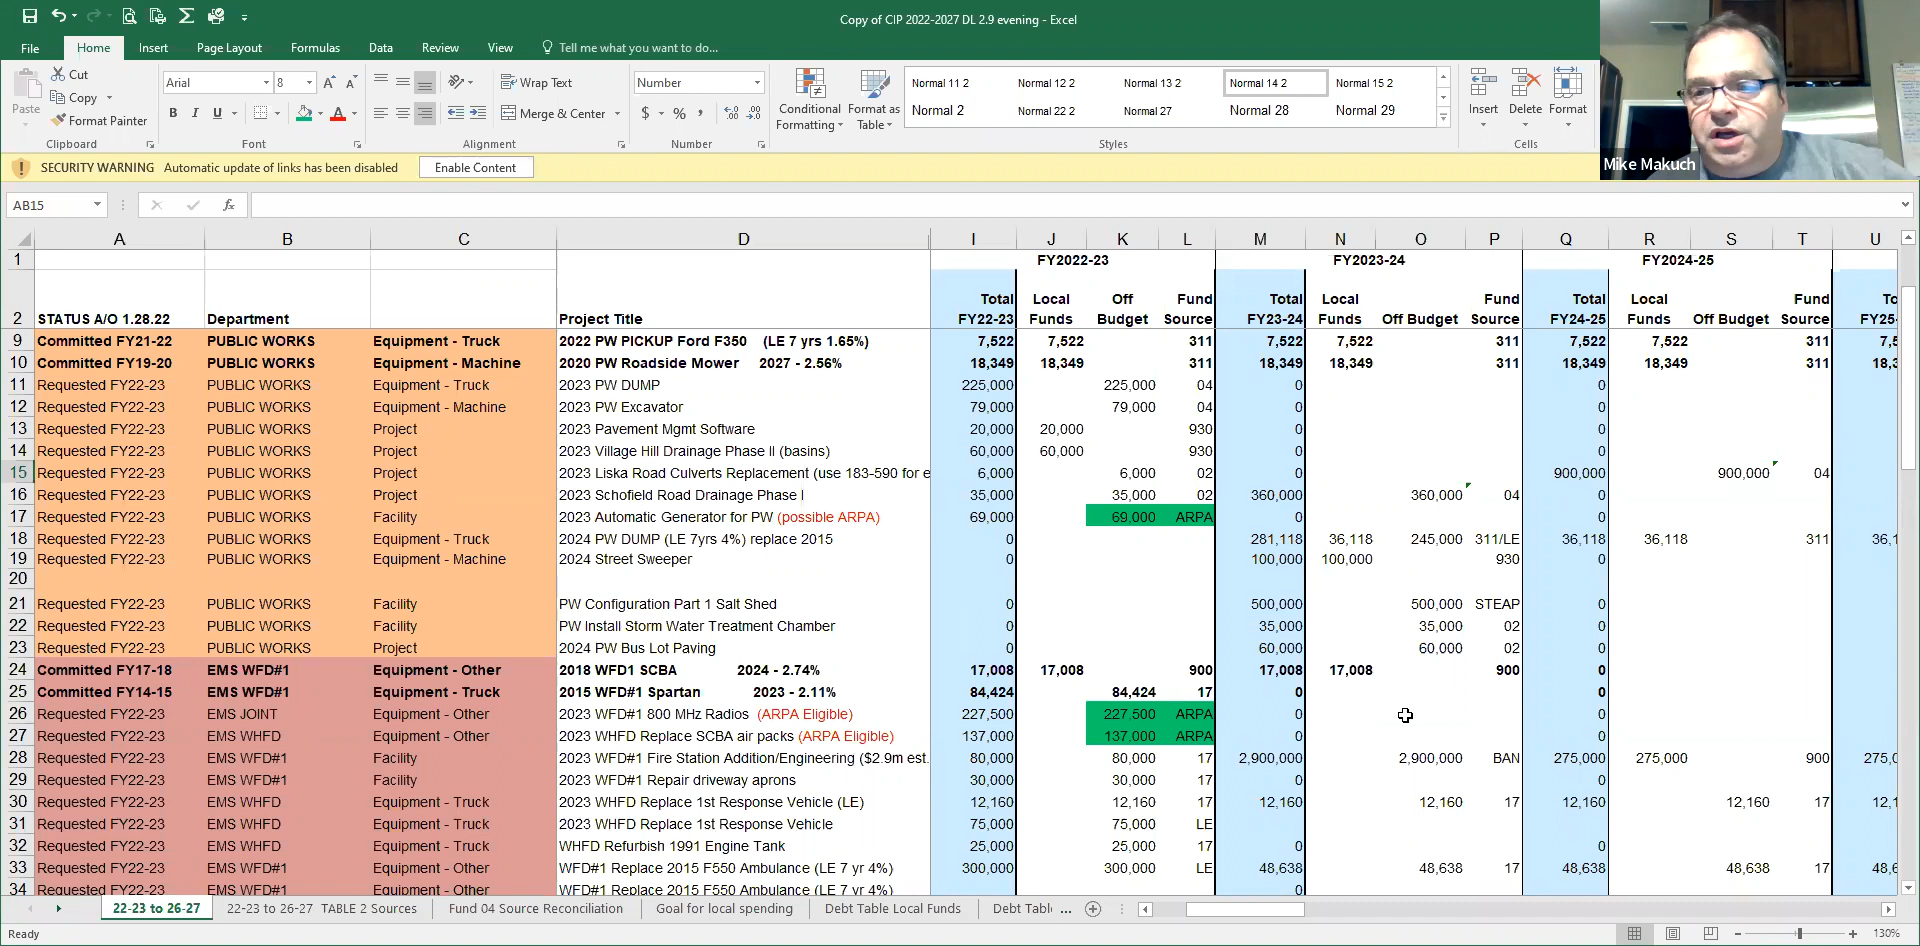 Copy of CIP 2022-2027 DL 2.9 evening - Excel
File Home Insert Page Layout Formulas Data Review View Tell me what you want to do...
Paste Cut Copy Format Painter Clipboard
Arial 8 B I U A A A Font
Wrap Text Merge & Center Alignment
Number $ % , Number
Conditional Formatting Format as Table
Normal 11 2 Normal 12 2 Normal 13 2 Normal 14 2 Normal 15 2
Normal 2 Normal 22 2 Normal 27 Normal 28 Normal 29
Styles
Insert Delete Format Cells
Mike Makuch
SECURITY WARNING Automatic update of links has been disabled Enable Content
AB15 fx
A B C D I J K L M N O P Q R S T U
1 FY2022-23 FY2023-24 FY2024-25
Total Local Off Fund Total Local Fund Total Local Fund To
2 STATUS A/O 1.28.22 Department Project Title FY22-23 Funds Budget Source FY23-24 Funds Off Budget Source FY24-25 Funds Off Budget Source FY25-
9 Committed FY21-22 PUBLIC WORKS Equipment - Truck 2022 PW PICKUP Ford F350 (LE 7 yrs 1.65%) 7,522 7,522 311 7,522 7,522 311 7,522 7,522 311 7,5
10 Committed FY19-20 PUBLIC WORKS Equipment - Machine 2020 PW Roadside Mower 2027 - 2.56% 18,349 18,349 311 18,349 18,349 311 18,349 18,349 311 18,3
11 Requested FY22-23 PUBLIC WORKS Equipment - Truck 2023 PW DUMP 225,000 225,000 04 0 0
12 Requested FY22-23 PUBLIC WORKS Equipment - Machine 2023 PW Excavator 79,000 79,000 04 0 0
13 Requested FY22-23 PUBLIC WORKS Project 2023 Pavement Mgmt Software 20,000 20,000 930 0 0
14 Requested FY22-23 PUBLIC WORKS Project 2023 Village Hill Drainage Phase II (basins) 60,000 60,000 930 0 0
15 Requested FY22-23 PUBLIC WORKS Project 2023 Liska Road Culverts Replacement (use 183-590 for e 6,000 6,000 02 0 900,000 900,000 04
16 Requested FY22-23 PUBLIC WORKS Project 2023 Schofield Road Drainage Phase I 35,000 35,000 02 360,000 360,000 04 0
17 Requested FY22-23 PUBLIC WORKS Facility 2023 Automatic Generator for PW (possible ARPA) 69,000 69,000 ARPA 0 0
18 Requested FY22-23 PUBLIC WORKS Equipment - Truck 2024 PW DUMP (LE 7yrs 4%) replace 2015 0 281,118 36,118 245,000 311/LE 36,118 36,118 311 36,1
19 Requested FY22-23 PUBLIC WORKS Equipment - Machine 2024 Street Sweeper 0 100,000 100,000 930 0
20
21 Requested FY22-23 PUBLIC WORKS Facility PW Configuration Part 1 Salt Shed 0 500,000 500,000 STEAP 0
22 Requested FY22-23 PUBLIC WORKS Facility PW Install Storm Water Treatment Chamber 0 35,000 35,000 02 0
23 Requested FY22-23 PUBLIC WORKS Project 2024 PW Bus Lot Paving 0 60,000 60,000 02 0
24 Committed FY17-18 EMS WFD#1 Equipment - Other 2018 WFD1 SCBA 2024 - 2.74% 17,008 17,008 900 17,008 17,008 900 0
25 Committed FY14-15 EMS WFD#1 Equipment - Truck 2015 WFD#1 Spartan 2023 - 2.11% 84,424 84,424 17 0 0
26 Requested FY22-23 EMS JOINT Equipment - Other 2023 WFD#1 800 MHz Radios (ARPA Eligible) 227,500 227,500 ARPA 0 0
27 Requested FY22-23 EMS WHFD Equipment - Other 2023 WHFD Replace SCBA air packs (ARPA Eligible) 137,000 137,000 ARPA 0 0
28 Requested FY22-23 EMS WFD#1 Facility 2023 WFD#1 Fire Station Addition/Engineering ($2.9m est. 80,000 80,000 17 2,900,000 2,900,000 BAN 275,000 275,000 900 275,0
29 Requested FY22-23 EMS WFD#1 Facility 2023 WFD#1 Repair driveway aprons 30,000 30,000 17 0 0
30 Requested FY22-23 EMS WHFD Equipment - Truck 2023 WHFD Replace 1st Response Vehicle (LE) 12,160 12,160 17 12,160 12,160 17 12,160 12,160 17 12,1
31 Requested FY22-23 EMS WHFD Equipment - Truck 2023 WHFD Replace 1st Response Vehicle 75,000 75,000 LE
32 Requested FY22-23 EMS WHFD Equipment - Truck WHFD Refurbish 1991 Engine Tank 25,000 25,000 17 0 0
33 Requested FY22-23 EMS WFD#1 Equipment - Other WFD#1 Replace 2015 F550 Ambulance (LE 7 yr 4%) 300,000 300,000 LE 48,638 48,638 17 48,638 48,638 17 48,6
34 Requested FY22-23 EMS WFD#1 Equipment - Other WFD#1 Replace 2015 F550 Ambulance (LE 7 yr 4%) 0
22-23 to 26-27 22-23 to 26-27 TABLE 2 Sources Fund 04 Source Reconciliation Goal for local spending Debt Table Local Funds Debt Tabl ...
Ready 130%